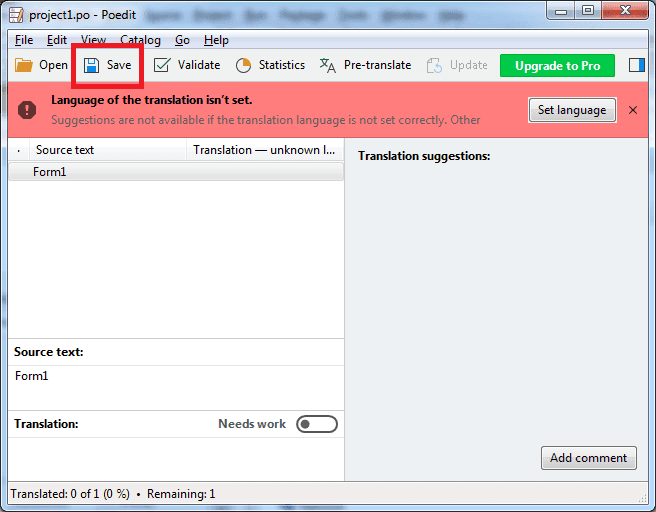 project1.po - Poedit
File Edit View Catalog Go Help
Open Save Validate Statistics Pre-translate Update Upgrade to Pro
Language of the translation isn't set.
Suggestions are not available if the translation language is not set correctly. Other
Set language
· Source text Translation — unknown l...
Form1
Translation suggestions:
Source text:
Form1
Translation: Needs work
Add comment
Translated: 0 of 1 (0 %) • Remaining: 1